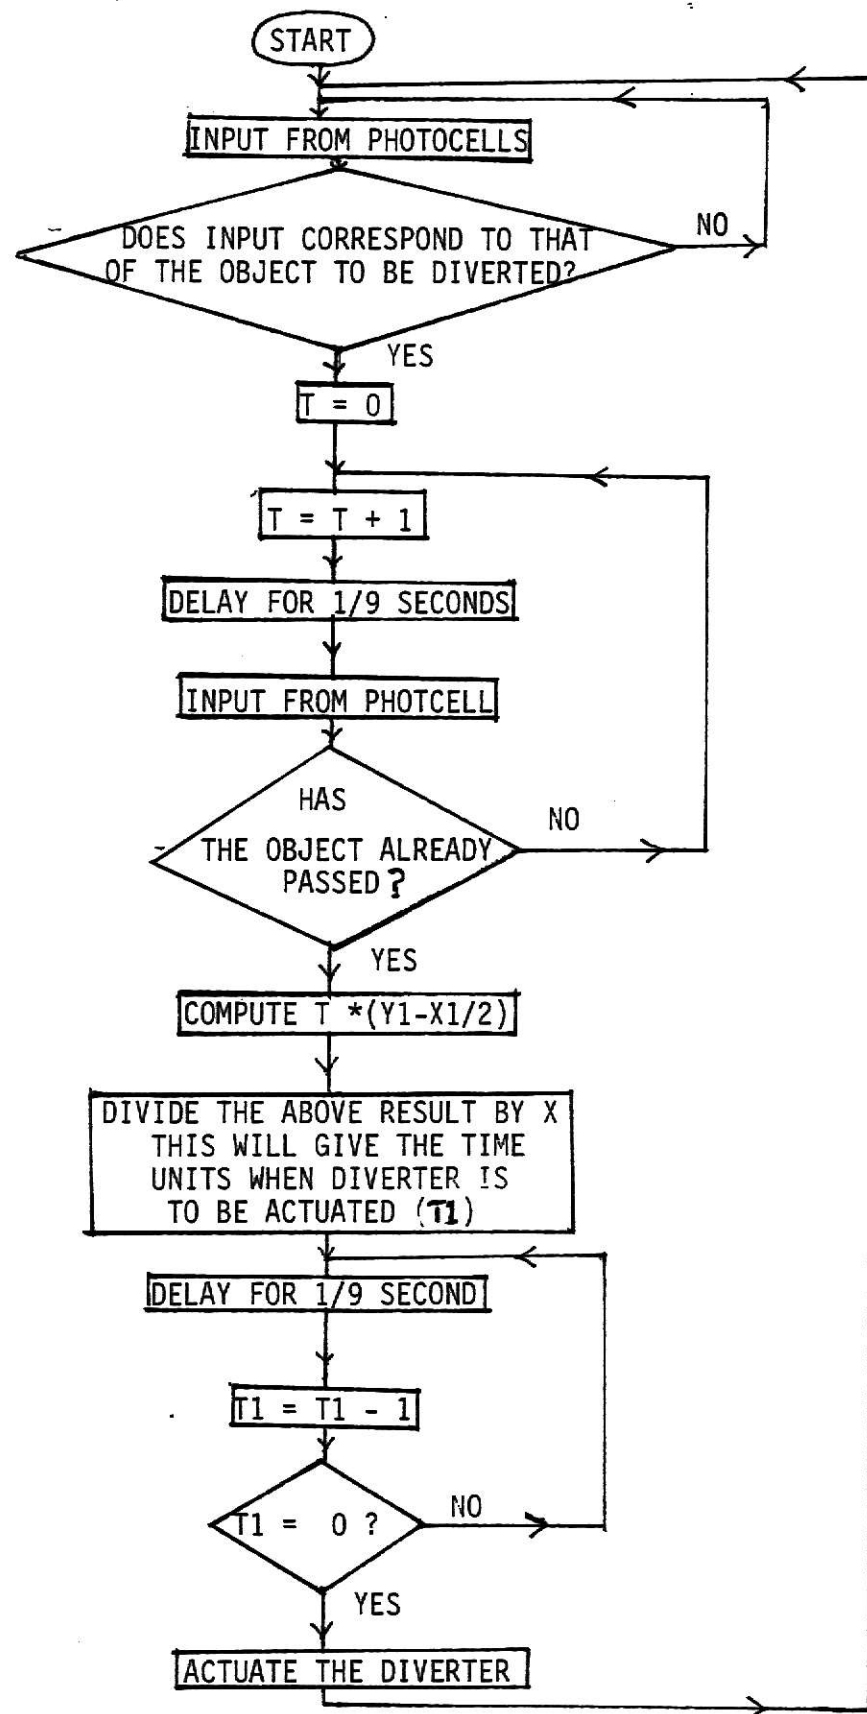 START
INPUT FROM PHOTOCELLS
DOES INPUT CORRESPOND TO THAT
OF THE OBJECT TO BE DIVERTED?
NO
YES
T = 0
T = T + 1
DELAY FOR 1/9 SECONDS
INPUT FROM PHOTCELL
HAS
THE OBJECT ALREADY
PASSED?
NO
YES
COMPUTE T *(Y1-X1/2)
DIVIDE THE ABOVE RESULT BY X
THIS WILL GIVE THE TIME
UNITS WHEN DIVERTER IS
TO BE ACTUATED (T1)
DELAY FOR 1/9 SECOND
T1 = T1 - 1
T1 = 0 ?
NO
YES
ACTUATE THE DIVERTER